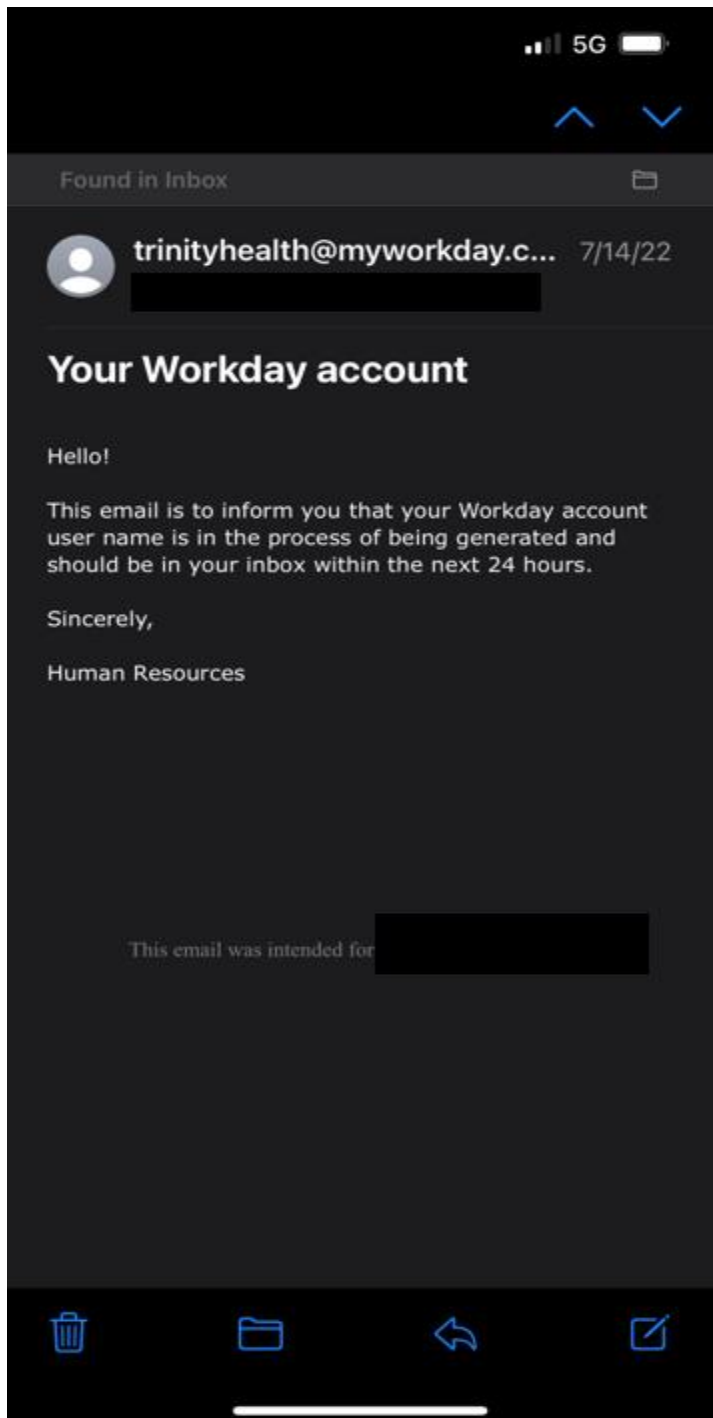 5G
Found in Inbox
trinityhealth@myworkday.c... 7/14/22
Your Workday account
Hello!
This email is to inform you that your Workday account
user name is in the process of being generated and
should be in your inbox within the next 24 hours.
Sincerely,
Human Resources
This email was intended for